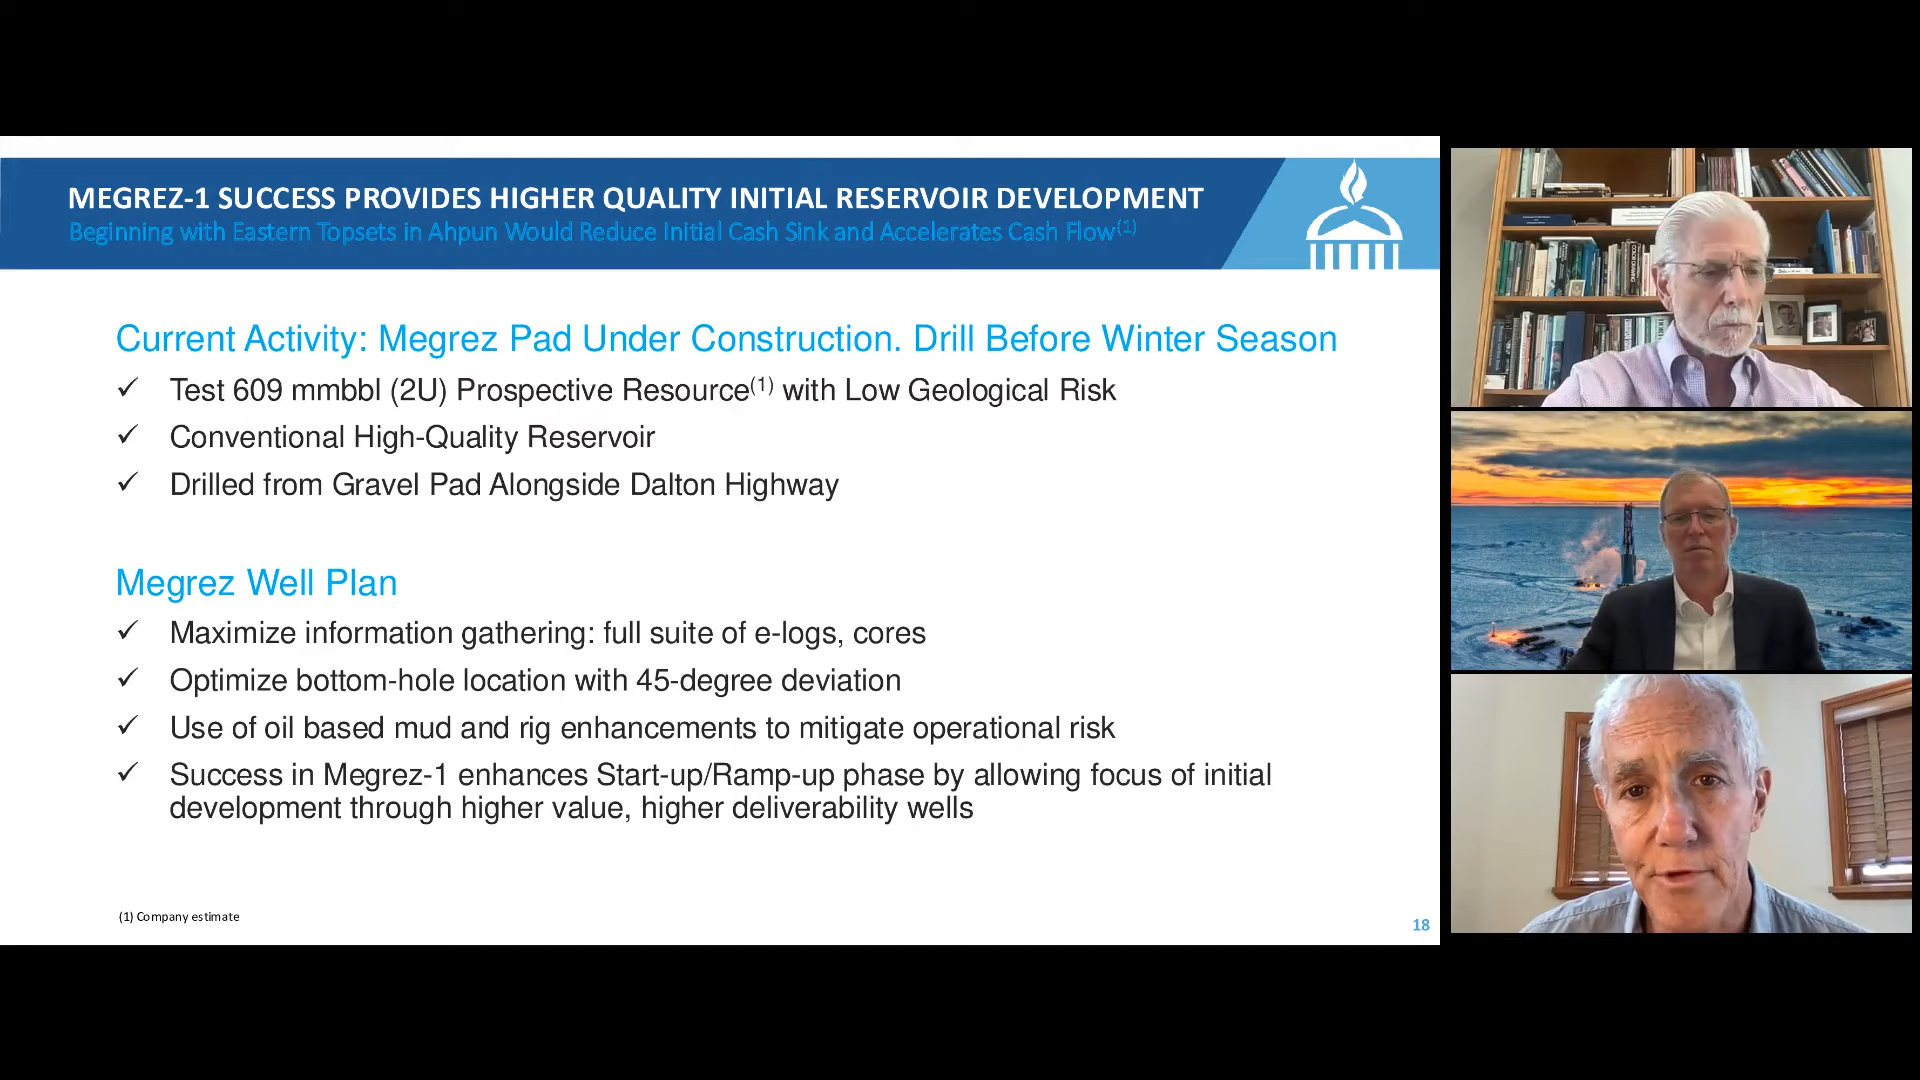 MEGREZ-1 SUCCESS PROVIDES HIGHER QUALITY INITIAL RESERVOIR DEVELOPMENT
Beginning with Eastern Topsets in Ahpun Would Reduce Initial Cash Sink and Accelerates Cash Flow(1)
Current Activity: Megrez Pad Under Construction. Drill Before Winter Season
✓ Test 609 mmbbl (2U) Prospective Resource(1) with Low Geological Risk
✓ Conventional High-Quality Reservoir
✓ Drilled from Gravel Pad Alongside Dalton Highway
Megrez Well Plan
✓ Maximize information gathering: full suite of e-logs, cores
✓ Optimize bottom-hole location with 45-degree deviation
✓ Use of oil based mud and rig enhancements to mitigate operational risk
✓ Success in Megrez-1 enhances Start-up/Ramp-up phase by allowing focus of initial
development through higher value, higher deliverability wells
(1) Company estimate
18